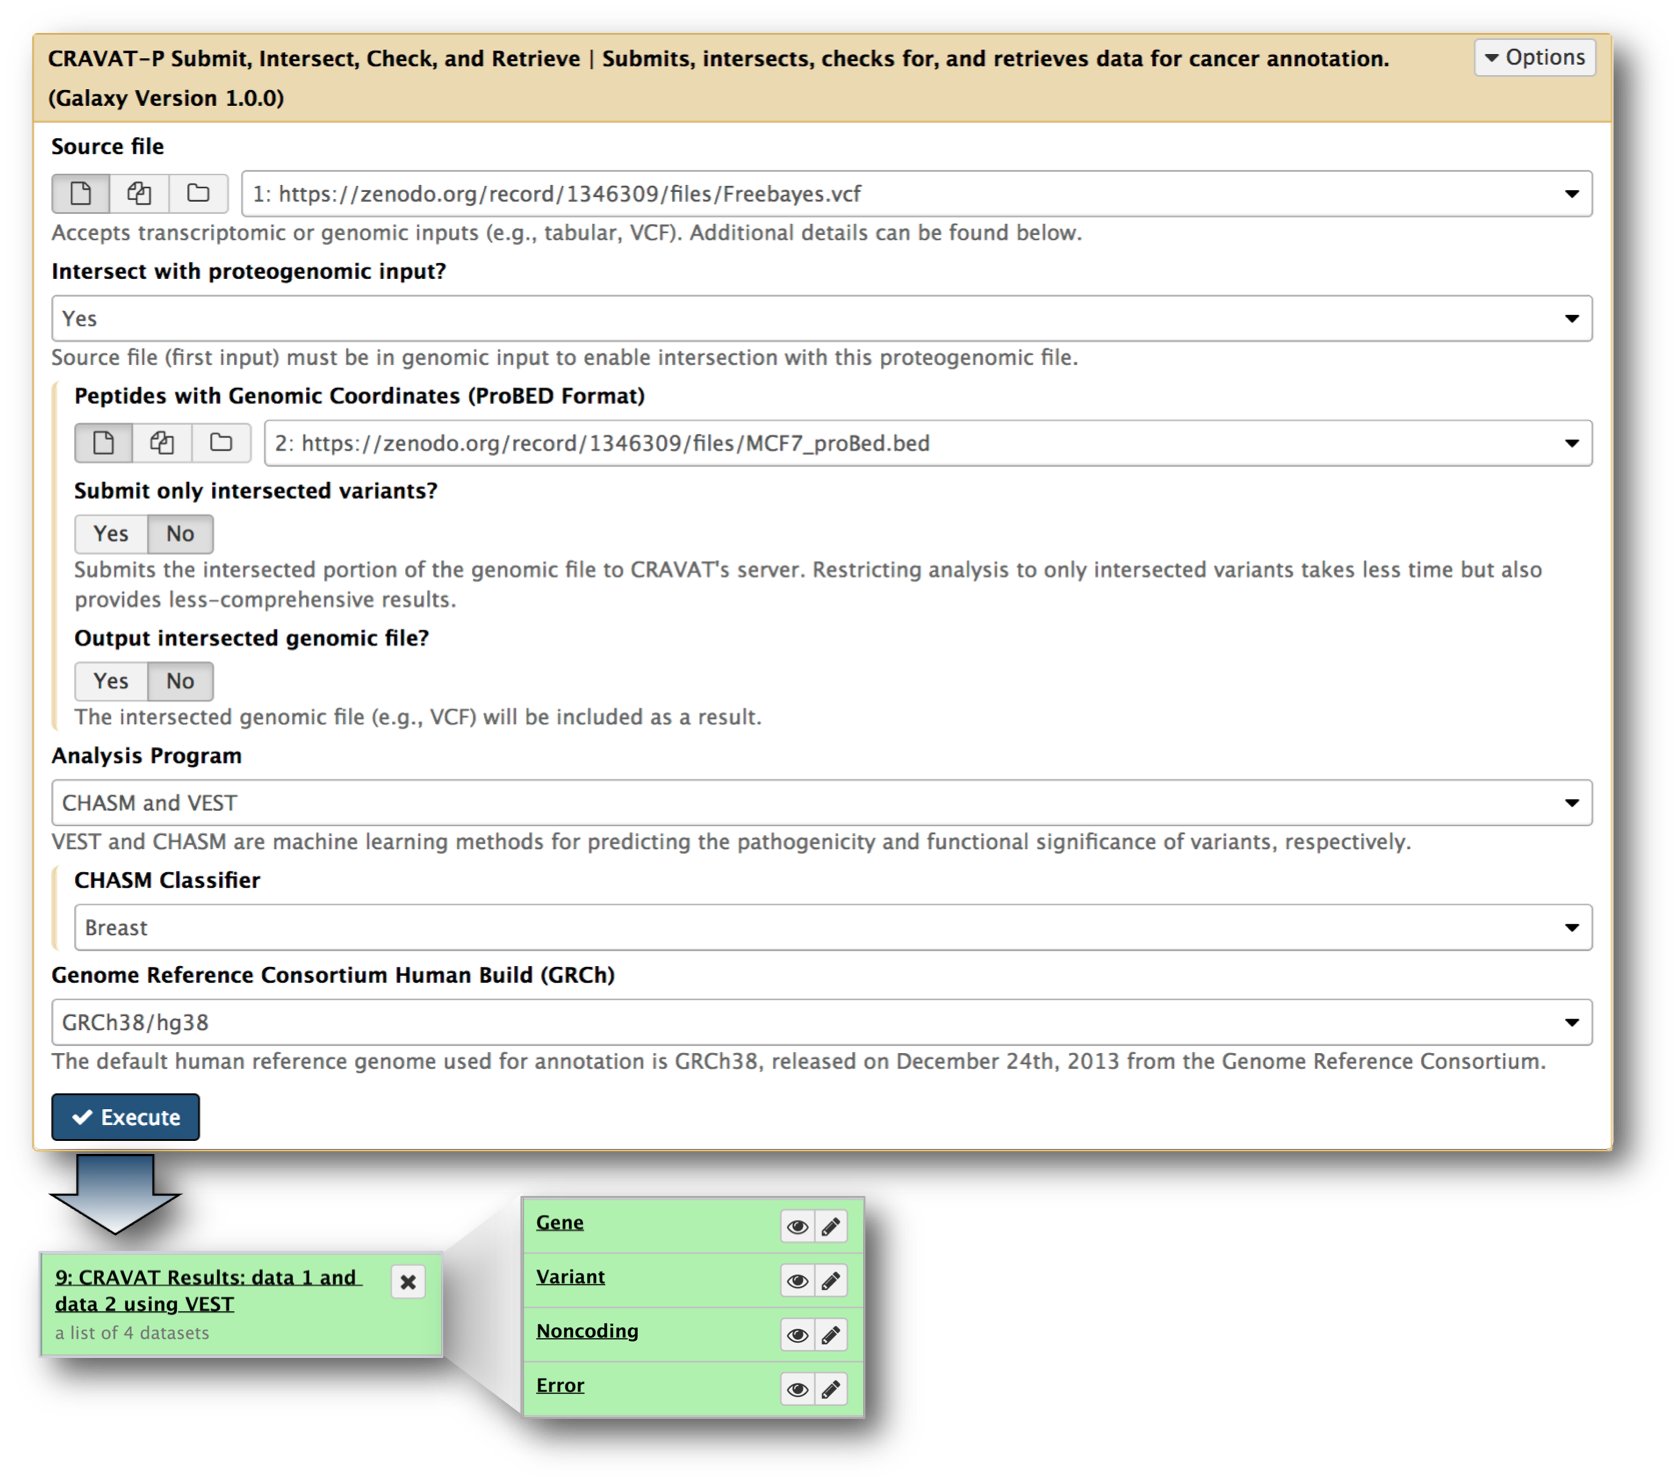 CRAVAT-P Submit, Intersect, Check, and Retrieve | Submits, intersects, checks for, and retrieves data for cancer annotation.
(Galaxy Version 1.0.0)
Options
Source file
1: https://zenodo.org/record/1346309/files/Freebayes.vcf
Accepts transcriptomic or genomic inputs (e.g., tabular, VCF). Additional details can be found below.
Intersect with proteogenomic input?
Yes
Source file (first input) must be in genomic input to enable intersection with this proteogenomic file.
Peptides with Genomic Coordinates (ProBED Format)
2: https://zenodo.org/record/1346309/files/MCF7_proBed.bed
Submit only intersected variants?
Yes No
Submits the intersected portion of the genomic file to CRAVAT's server. Restricting analysis to only intersected variants takes less time but also
provides less-comprehensive results.
Output intersected genomic file?
Yes No
The intersected genomic file (e.g., VCF) will be included as a result.
Analysis Program
CHASM and VEST
VEST and CHASM are machine learning methods for predicting the pathogenicity and functional significance of variants, respectively.
CHASM Classifier
Breast
Genome Reference Consortium Human Build (GRCh)
GRCh38/hg38
The default human reference genome used for annotation is GRCh38, released on December 24th, 2013 from the Genome Reference Consortium.
Execute
9: CRAVAT Results: data 1 and
data 2 using VEST
a list of 4 datasets
Gene
Variant
Noncoding
Error